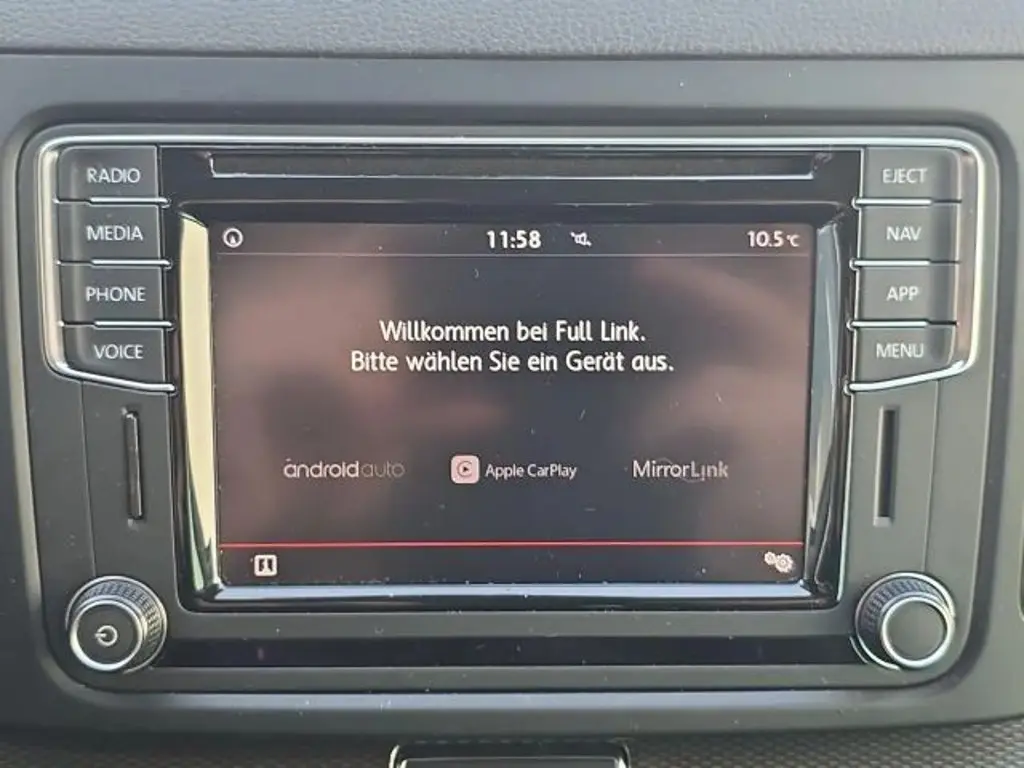 RADIO
EJECT
MEDIA
NAV
PHONE
APP
VOICE
MENU
11:58
10.5°C
Willkommen bei Full Link.
Bitte wählen Sie ein Gerät aus.
androidauto
Apple CarPlay
MirrorLink